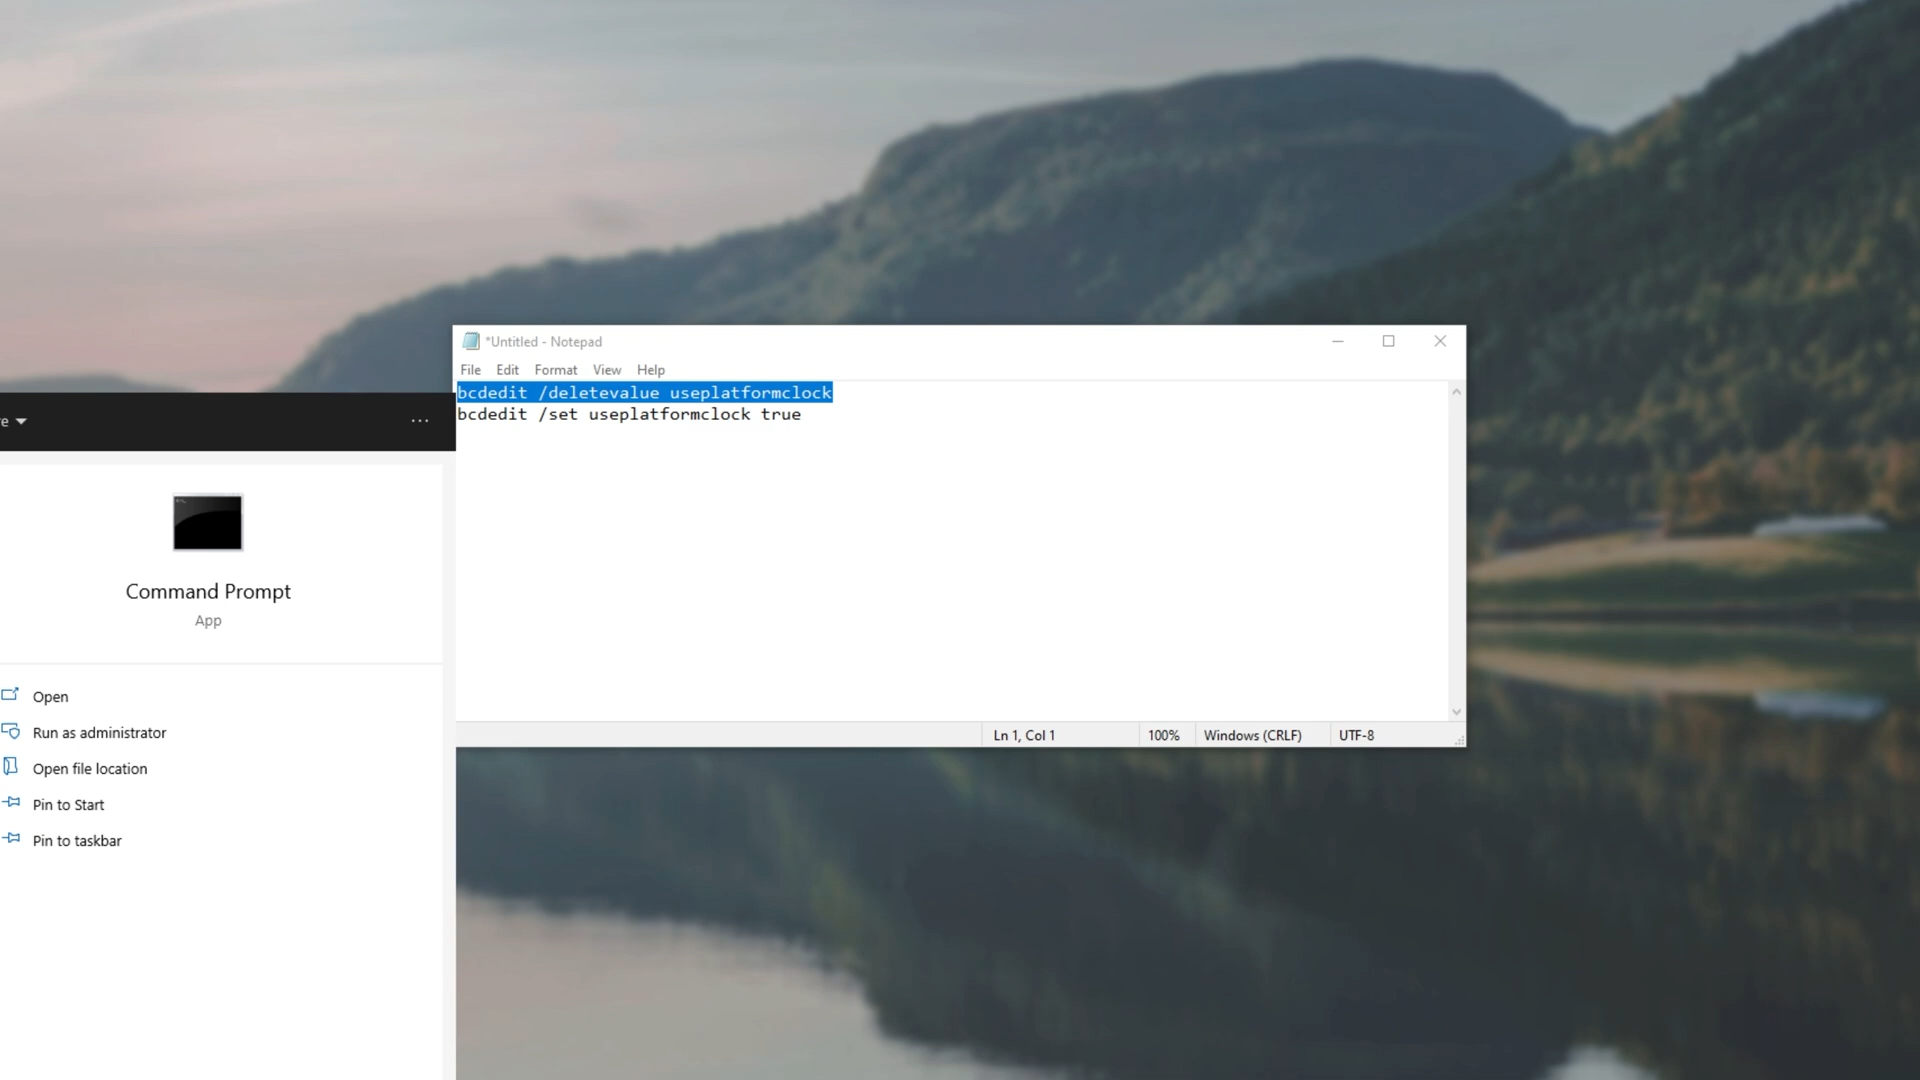 *Untitled - Notepad
File Edit Format View Help
bcdedit /deletevalue useplatformclock
bcdedit /set useplatformclock true
Ln 1, Col 1 100% Windows (CRLF) UTF-8
Command Prompt
App
Open
Run as administrator
Open file location
Pin to Start
Pin to taskbar